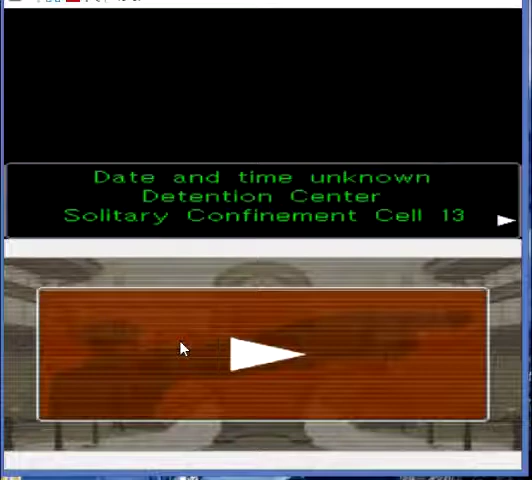 Date and time unknown
Detention Center
Solitary Confinement Cell 13